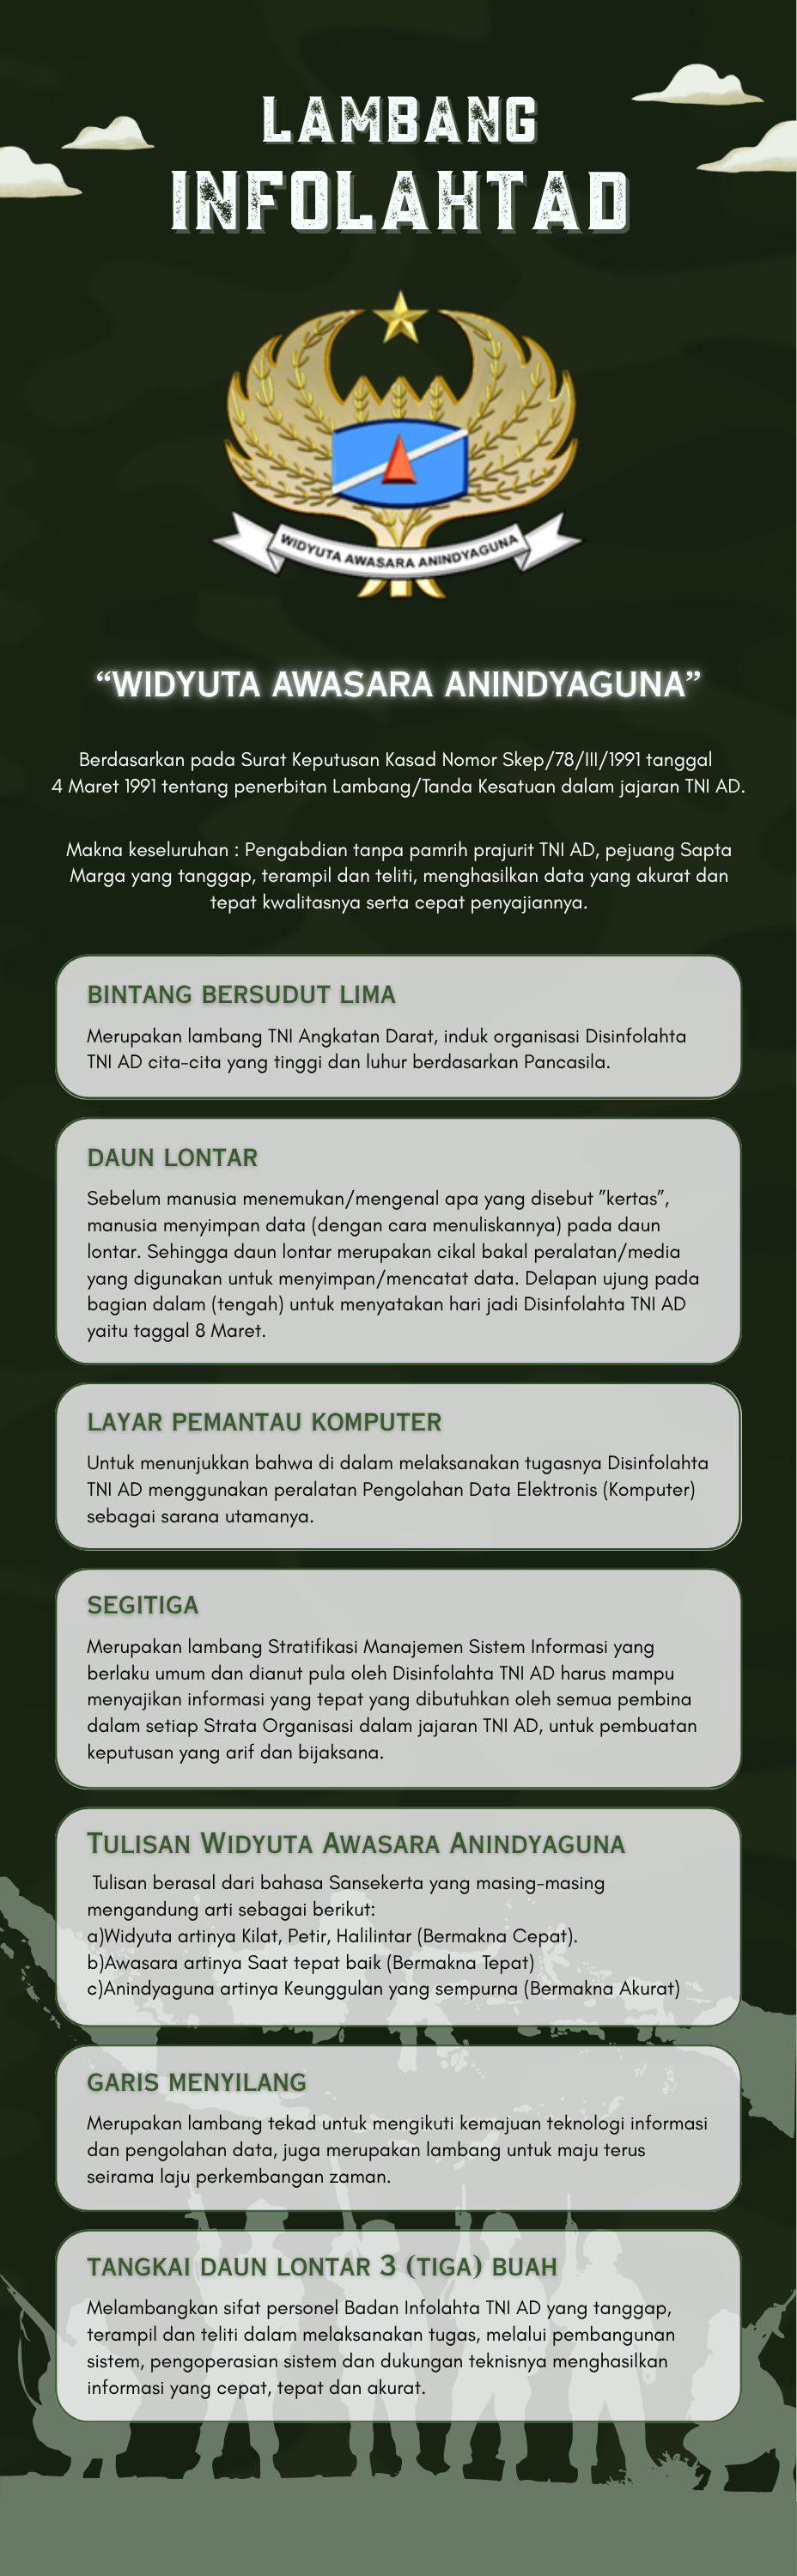 LAMBANG
INFOLAHTAD
WIDYUTA AWASARA ANINDYAGUNA
“WIDYUTA AWASARA ANINDYAGUNA”
Berdasarkan pada Surat Keputusan Kasad Nomor Skep/78/III/1991 tanggal
4 Maret 1991 tentang penerbitan Lambang/Tanda Kesatuan dalam jajaran TNI AD.
Makna keseluruhan : Pengabdian tanpa pamrih prajurit TNI AD, pejuang Sapta
Marga yang tanggap, terampil dan teliti, menghasilkan data yang akurat dan
tepat kwalitasnya serta cepat penyajiannya.
BINTANG BERSUDUT LIMA
Merupakan lambang TNI Angkatan Darat, induk organisasi Disinfolahta
TNI AD cita-cita yang tinggi dan luhur berdasarkan Pancasila.
DAUN LONTAR
Sebelum manusia menemukan/mengenal apa yang disebut ”kertas”,
manusia menyimpan data (dengan cara menuliskannya) pada daun
lontar. Sehingga daun lontar merupakan cikal bakal peralatan/media
yang digunakan untuk menyimpan/mencatat data. Delapan ujung pada
bagian dalam (tengah) untuk menyatakan hari jadi Disinfolahta TNI AD
yaitu taggal 8 Maret.
LAYAR PEMANTAU KOMPUTER
Untuk menunjukkan bahwa di dalam melaksanakan tugasnya Disinfolahta
TNI AD menggunakan peralatan Pengolahan Data Elektronis (Komputer)
sebagai sarana utamanya.
SEGITIGA
Merupakan lambang Stratifikasi Manajemen Sistem Informasi yang
berlaku umum dan dianut pula oleh Disinfolahta TNI AD harus mampu
menyajikan informasi yang tepat yang dibutuhkan oleh semua pembina
dalam setiap Strata Organisasi dalam jajaran TNI AD, untuk pembuatan
keputusan yang arif dan bijaksana.
Tulisan Widyuta Awasara Anindyaguna
Tulisan berasal dari bahasa Sansekerta yang masing-masing
mengandung arti sebagai berikut:
a)Widyuta artinya Kilat, Petir, Halilintar (Bermakna Cepat).
b)Awasara artinya Saat tepat baik (Bermakna Tepat)
c)Anindyaguna artinya Keunggulan yang sempurna (Bermakna Akurat)
GARIS MENYILANG
Merupakan lambang tekad untuk mengikuti kemajuan teknologi informasi
dan pengolahan data, juga merupakan lambang untuk maju terus
seirama laju perkembangan zaman.
TANGKAI DAUN LONTAR 3 (TIGA) BUAH
Melambangkan sifat personel Badan Infolahta TNI AD yang tanggap,
terampil dan teliti dalam melaksanakan tugas, melalui pembangunan
sistem, pengoperasian sistem dan dukungan teknisnya menghasilkan
informasi yang cepat, tepat dan akurat.